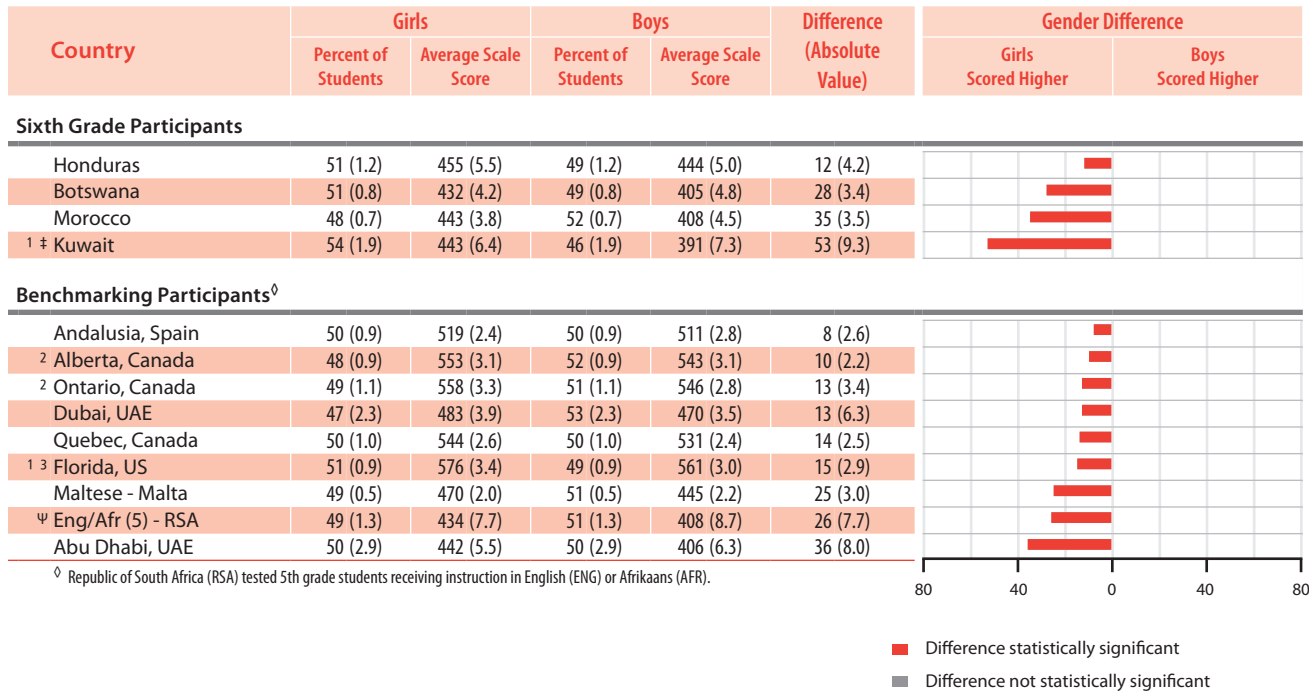 Country Girls Boys Difference (Absolute Value) Gender Difference
Percent of Students Average Scale Score Percent of Students Average Scale Score Girls Scored Higher Boys Scored Higher
Sixth Grade Participants
Honduras 51 (1.2) 455 (5.5) 49 (1.2) 444 (5.0) 12 (4.2)
Botswana 51 (0.8) 432 (4.2) 49 (0.8) 405 (4.8) 28 (3.4)
Morocco 48 (0.7) 443 (3.8) 52 (0.7) 408 (4.5) 35 (3.5)
1 ‡ Kuwait 54 (1.9) 443 (6.4) 46 (1.9) 391 (7.3) 53 (9.3)
Benchmarking Participants◊
Andalusia, Spain 50 (0.9) 519 (2.4) 50 (0.9) 511 (2.8) 8 (2.6)
2 Alberta, Canada 48 (0.9) 553 (3.1) 52 (0.9) 543 (3.1) 10 (2.2)
2 Ontario, Canada 49 (1.1) 558 (3.3) 51 (1.1) 546 (2.8) 13 (3.4)
Dubai, UAE 47 (2.3) 483 (3.9) 53 (2.3) 470 (3.5) 13 (6.3)
Quebec, Canada 50 (1.0) 544 (2.6) 50 (1.0) 531 (2.4) 14 (2.5)
1 3 Florida, US 51 (0.9) 576 (3.4) 49 (0.9) 561 (3.0) 15 (2.9)
Maltese - Malta 49 (0.5) 470 (2.0) 51 (0.5) 445 (2.2) 25 (3.0)
Ψ Eng/Afr (5) - RSA 49 (1.3) 434 (7.7) 51 (1.3) 408 (8.7) 26 (7.7)
Abu Dhabi, UAE 50 (2.9) 442 (5.5) 50 (2.9) 406 (6.3) 36 (8.0)
◊ Republic of South Africa (RSA) tested 5th grade students receiving instruction in English (ENG) or Afrikaans (AFR).
80 40 0 40 80
Difference statistically significant
Difference not statistically significant